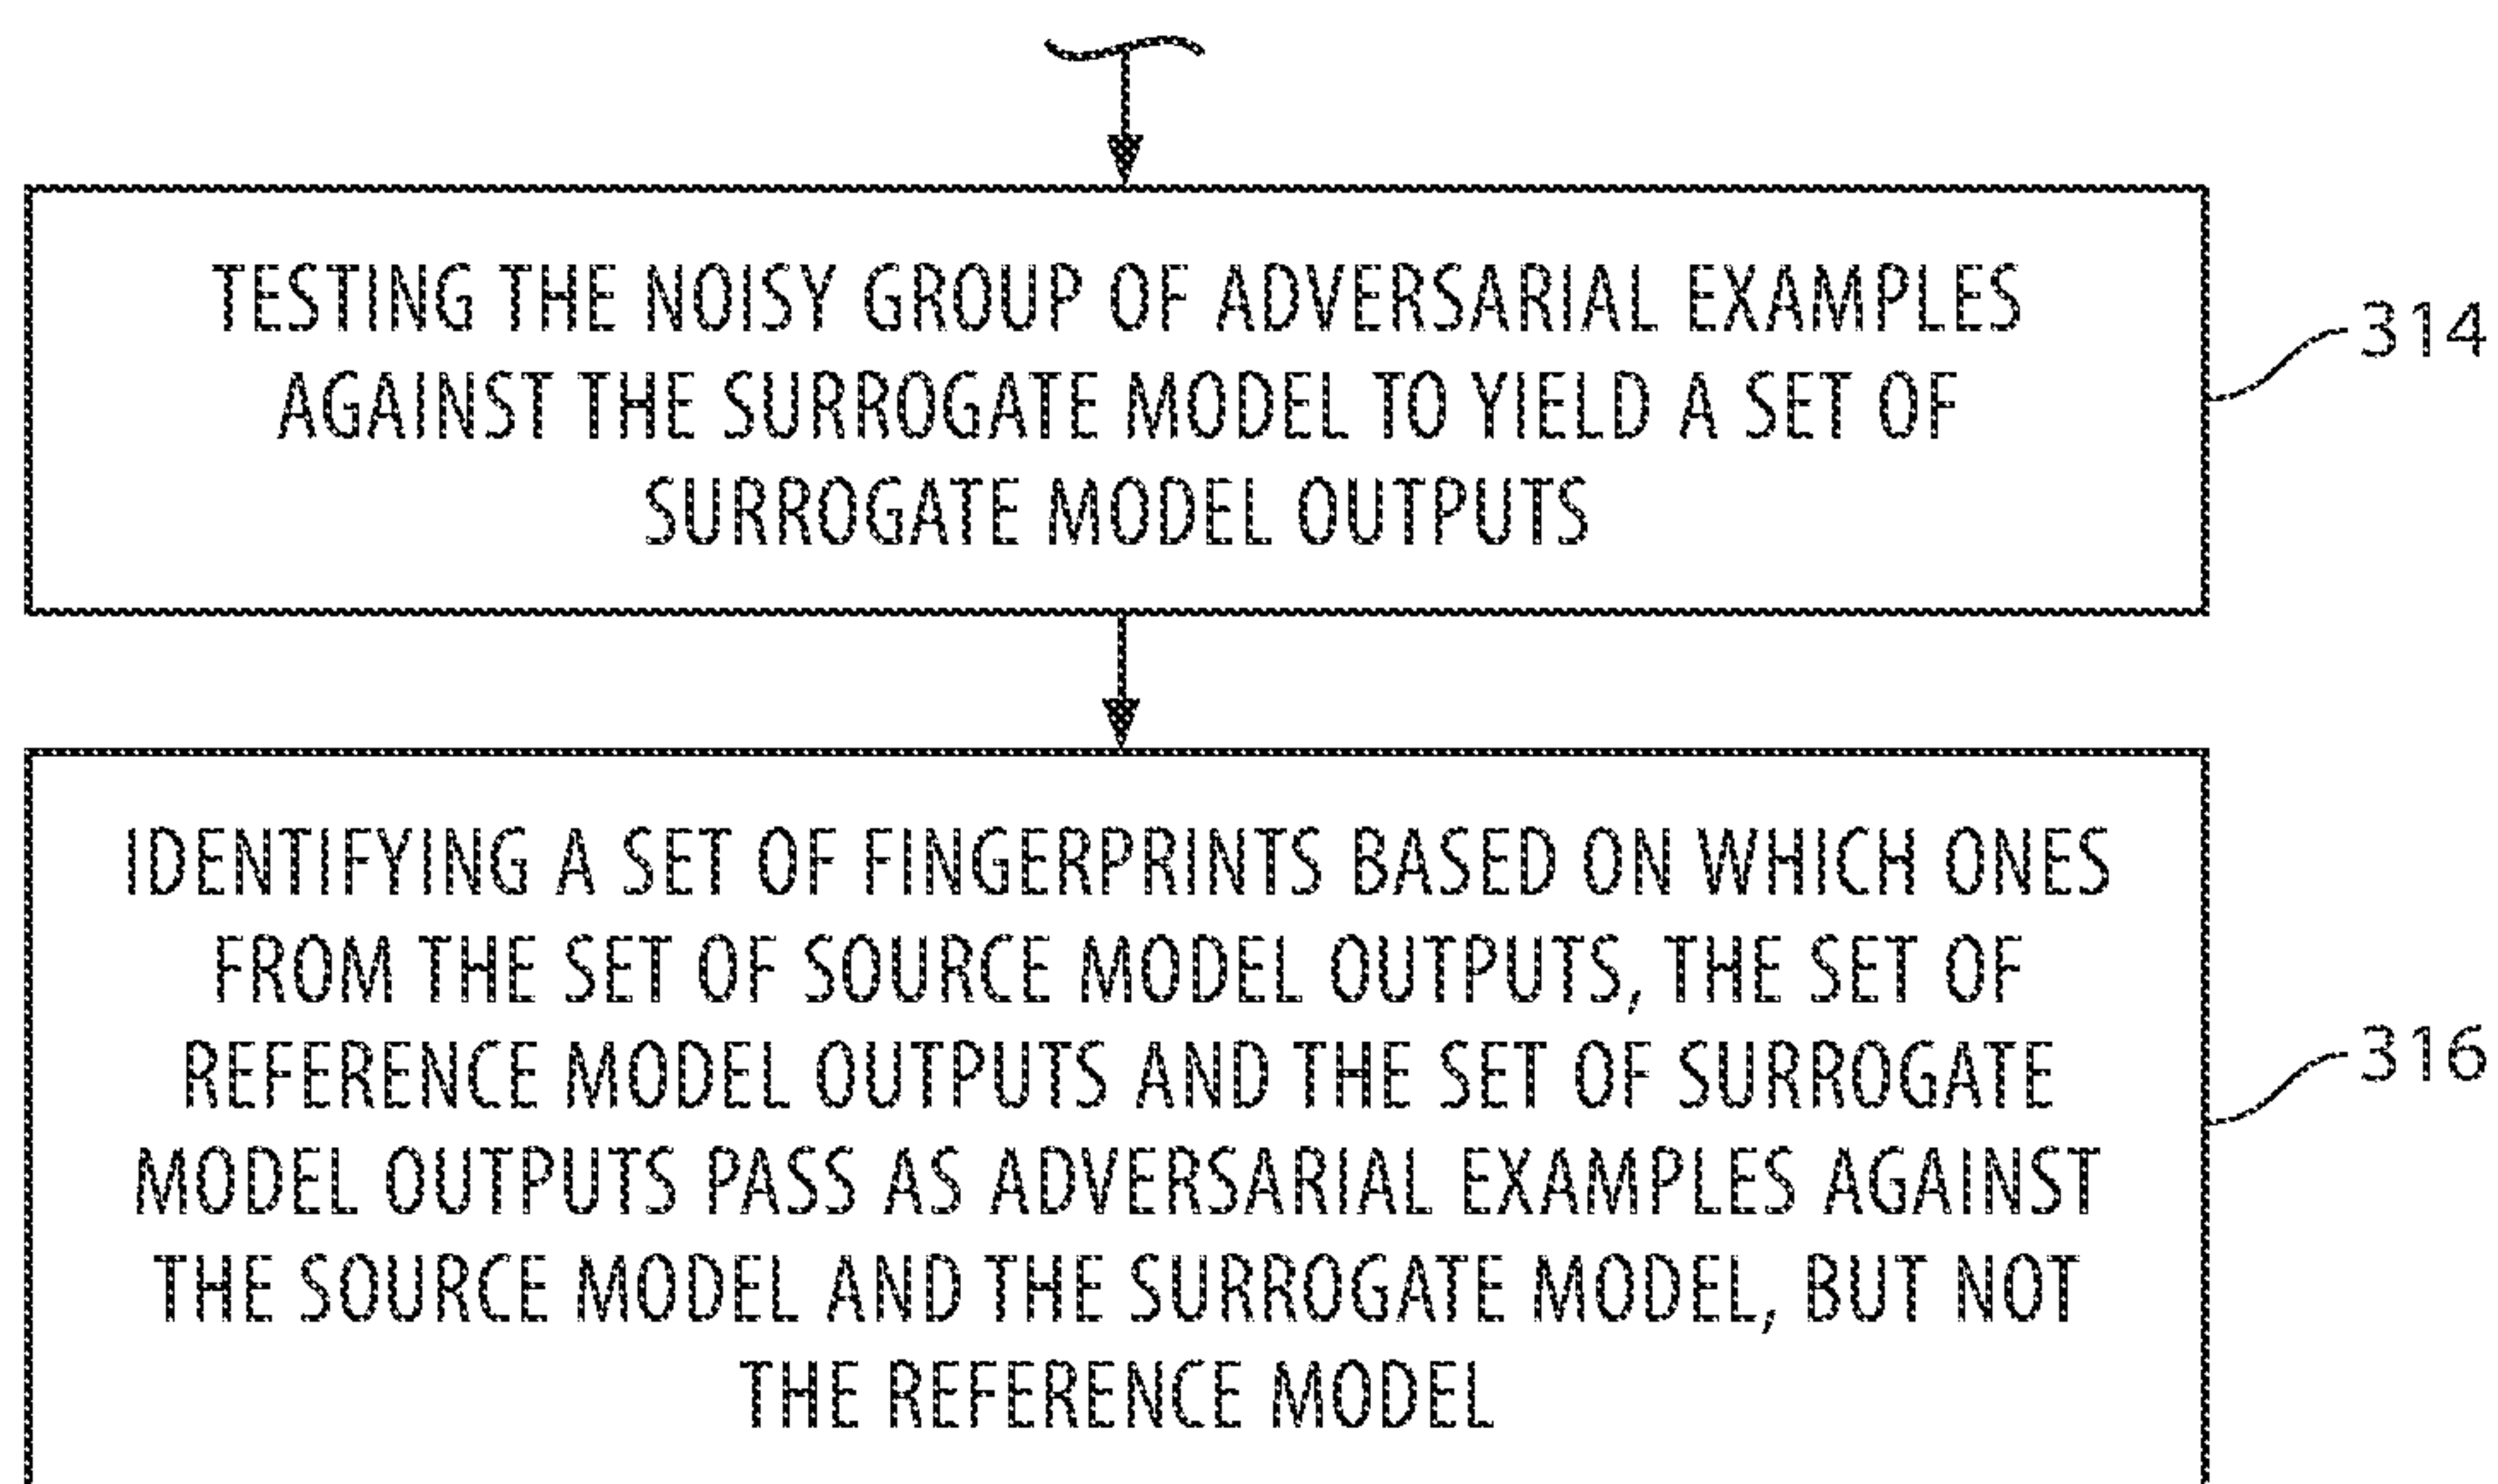 TESTING THE NOISY GROUP OF ADVERSARIAL EXAMPLES
AGAINST THE SURROGATE MODEL TO YIELD A SET OF
SURROGATE MODEL OUTPUTS
314
IDENTIFYING A SET OF FINGERPRINTS BASED ON WHICH ONES
FROM THE SET OF SOURCE MODEL OUTPUTS, THE SET OF
REFERENCE MODEL OUTPUTS AND THE SET OF SURROGATE
MODEL OUTPUTS PASS AS ADVERSARIAL EXAMPLES AGAINST
THE SOURCE MODEL AND THE SURROGATE MODEL, BUT NOT
THE REFERENCE MODEL
316